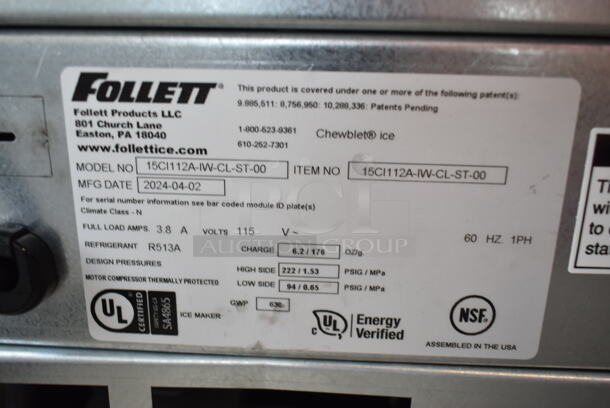 FOLLETT®
Follett Products LLC
801 Church Lane
Easton, PA 18040
www.follettice.com
This product is covered under one or more of the following patent(s):
9,885,511; 8,756,950; 10,288,336; Patents Pending
1-800-523-9361
610-252-7301
Chewblet® ice
MODEL NO 15CI112A-IW-CL-ST-00 ITEM NO 15CI112A-IW-CL-ST-00
MFG DATE 2024-04-02
For serial number information see bar coded module ID plate(s)
Climate Class - N
FULL LOAD AMPS. 3.8 A VOLTS 115 V~ 60 HZ. 1PH
REFRIGERANT R513A CHARGE 6.2 / 176 OZ/g.
DESIGN PRESSURES HIGH SIDE 222 / 1.53 PSIG / MPa
MOTOR COMPRESSOR THERMALLY PROTECTED LOW SIDE 94 / 0.65 PSIG / MPa
GWP 630
UL CERTIFIED
SA4865
ICE MAKER
C UL Energy
Verified
NSF®
ASSEMBLED IN THE USA
AUCTION GROUP